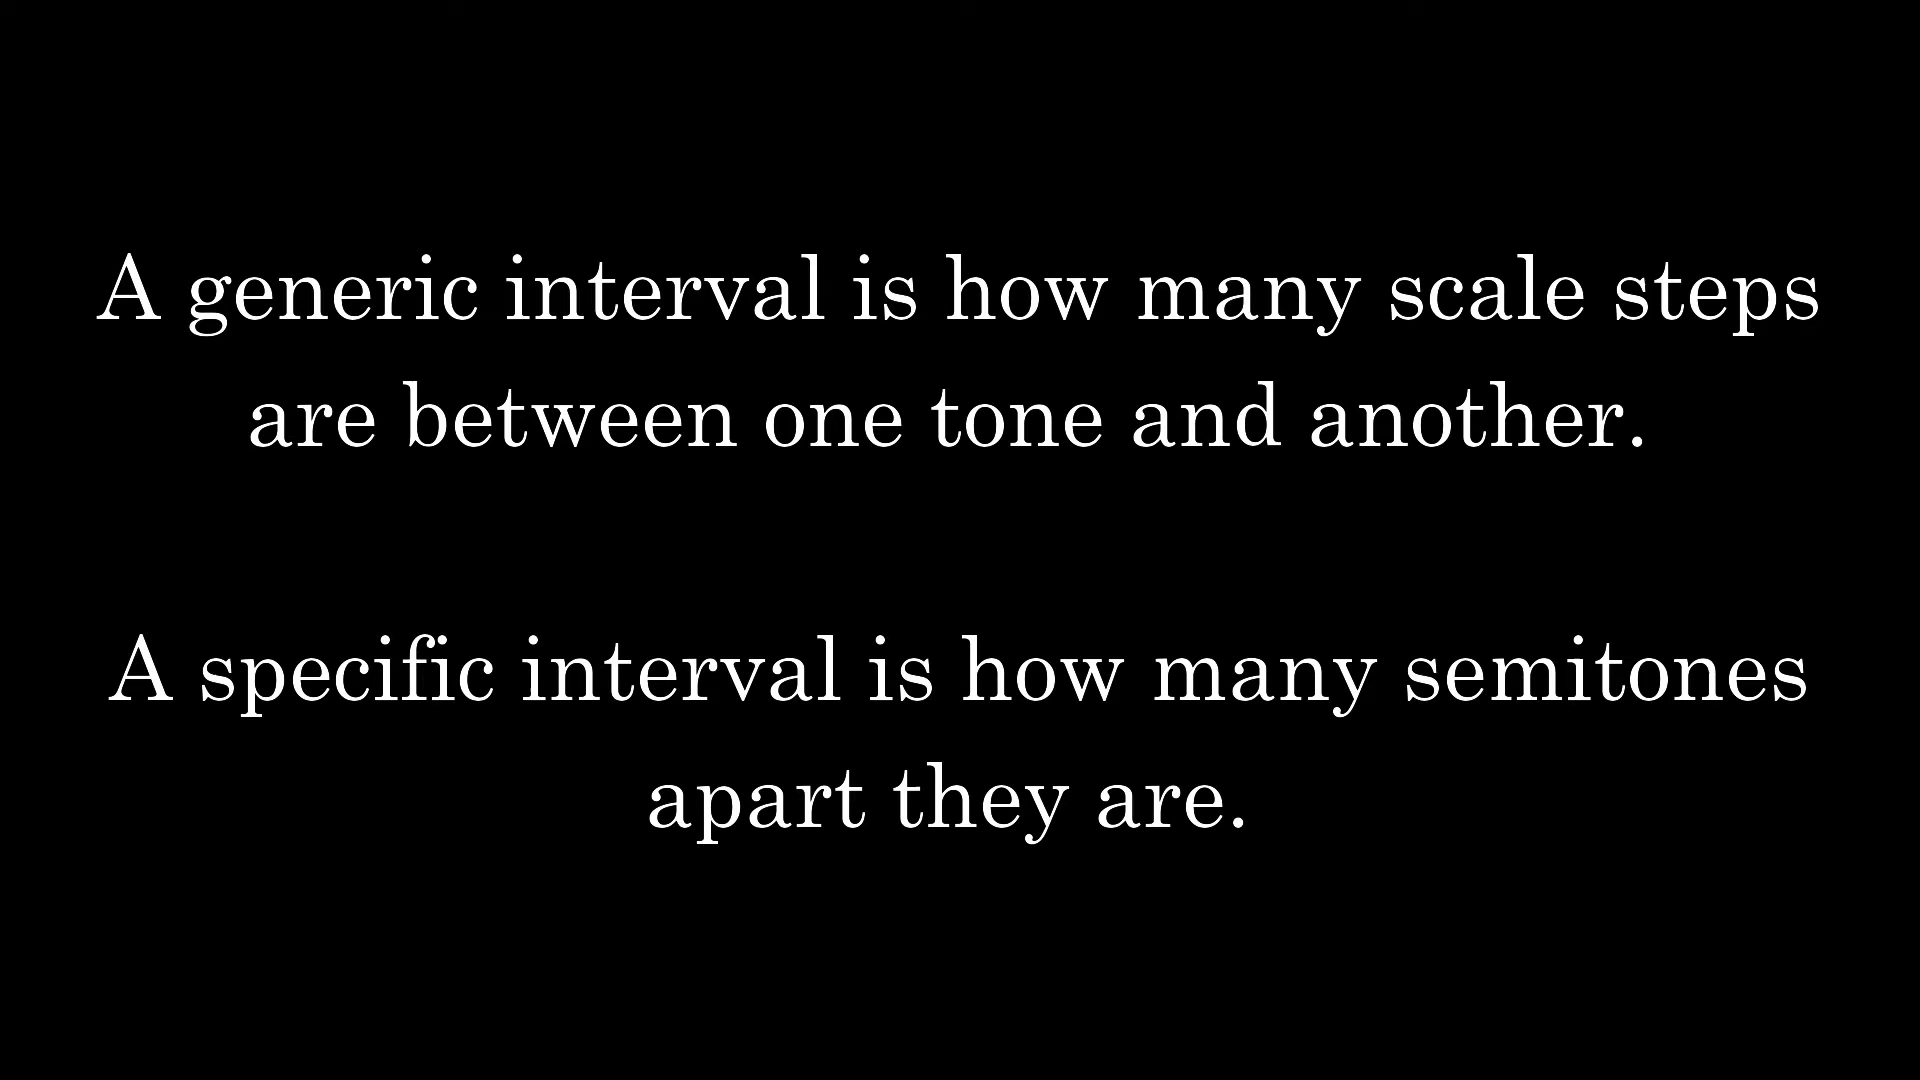 A generic interval is how many scale steps
are between one tone and another.
A specific interval is how many semitones
apart they are.